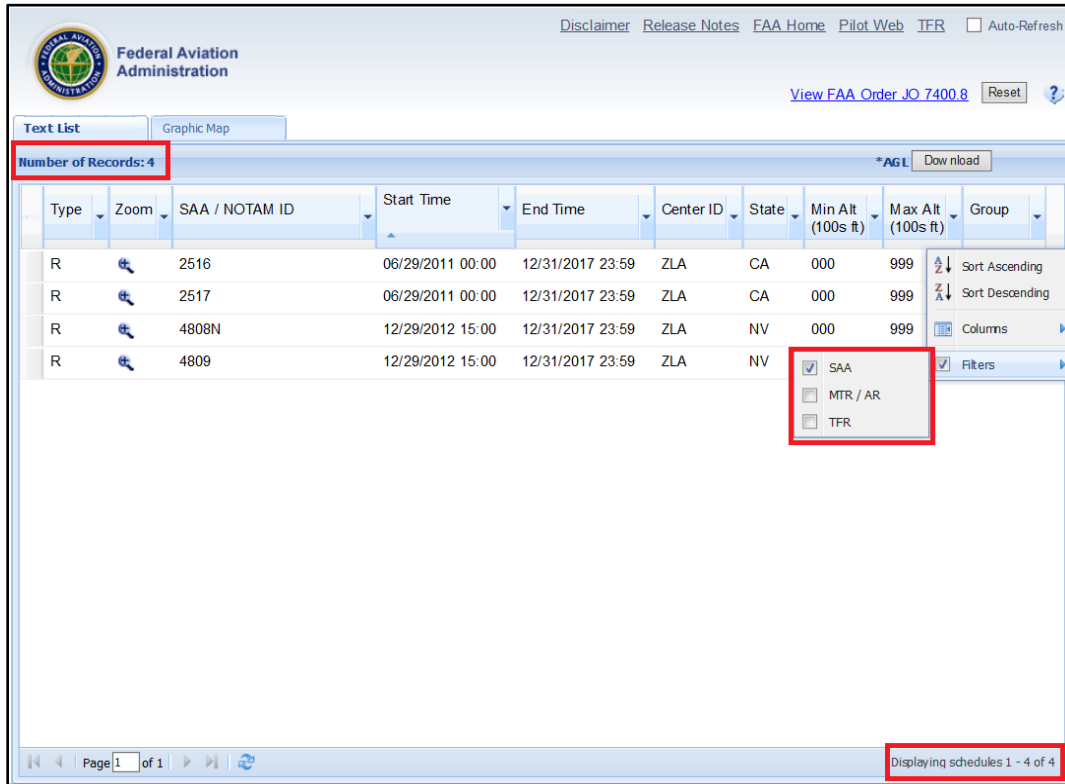 Disclaimer Release Notes FAA Home Pilot Web TFR Auto-Refresh
Federal Aviation
Administration
View FAA Order JO 7400.8 Reset ?
Text List Graphic Map
Number of Records: 4 *AGL Download
Type Zoom SAA / NOTAM ID Start Time End Time Center ID State Min Alt (100s ft) Max Alt (100s ft) Group
R 2516 06/29/2011 00:00 12/31/2017 23:59 ZLA CA 000 999
R 2517 06/29/2011 00:00 12/31/2017 23:59 ZLA CA 000 999
R 4808N 12/29/2012 15:00 12/31/2017 23:59 ZLA NV 000 999
R 4809 12/29/2012 15:00 12/31/2017 23:59 ZLA NV
Sort Ascending
Sort Descending
Columns
Filters
SAA
MTR / AR
TFR
Page 1 of 1 Displaying schedules 1 - 4 of 4